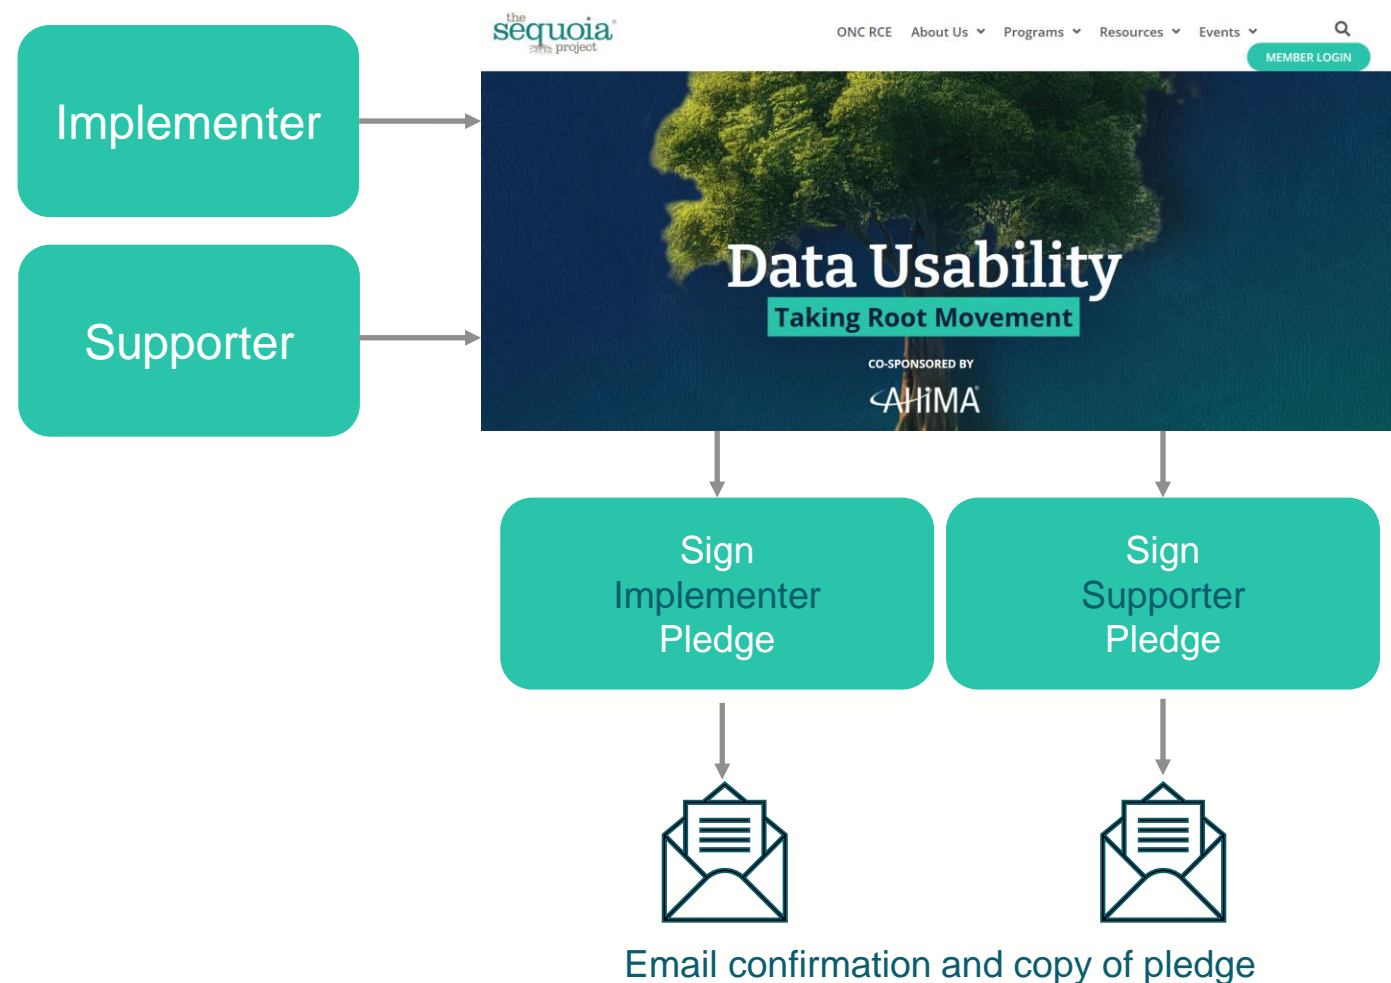 Implementer
Supporter
the
sequoia®
project
ONC RCE About Us Programs Resources Events
MEMBER LOGIN
Data Usability
Taking Root Movement
CO-SPONSORED BY
AHiMA®
Sign
Implementer
Pledge
Sign
Supporter
Pledge
Email confirmation and copy of pledge